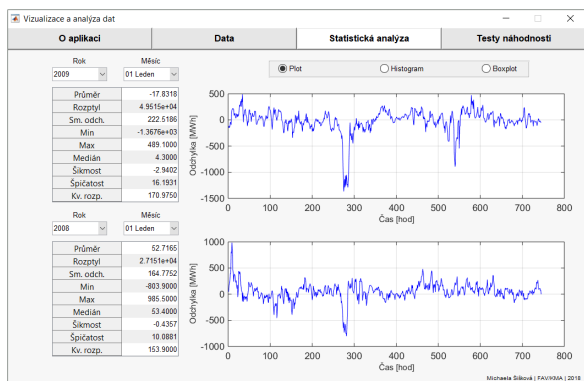 Vizualizace a analýza dat
O aplikaci Data Statistická analýza Testy náhodnosti
Rok Měsíc
2009 01 Leden
Plot Histogram Boxplot
Průměr -17.8318
Rozptyl 4.9515e+04
Sm. odch. 222.5186
Min -1.3676e+03
Max 489.1000
Medián 4.3000
Šikmost -2.9402
Špičatost 16.1931
Kv. rozp. 170.9750
Odchylka [MWh]
500
0
-500
-1000
-1500
0 100 200 300 400 500 600 700 800
Čas [hod]
Rok Měsíc
2008 01 Leden
Průměr 52.7165
Rozptyl 2.7151e+04
Sm. odch. 164.7752
Min -803.9000
Max 985.5000
Medián 53.4000
Šikmost -0.4357
Špičatost 10.0881
Kv. rozp. 153.9000
Odchylka [MWh]
1000
500
0
-500
-1000
0 100 200 300 400 500 600 700 800
Čas [hod]
Michaela Šišková | FAV/KMA | 2018